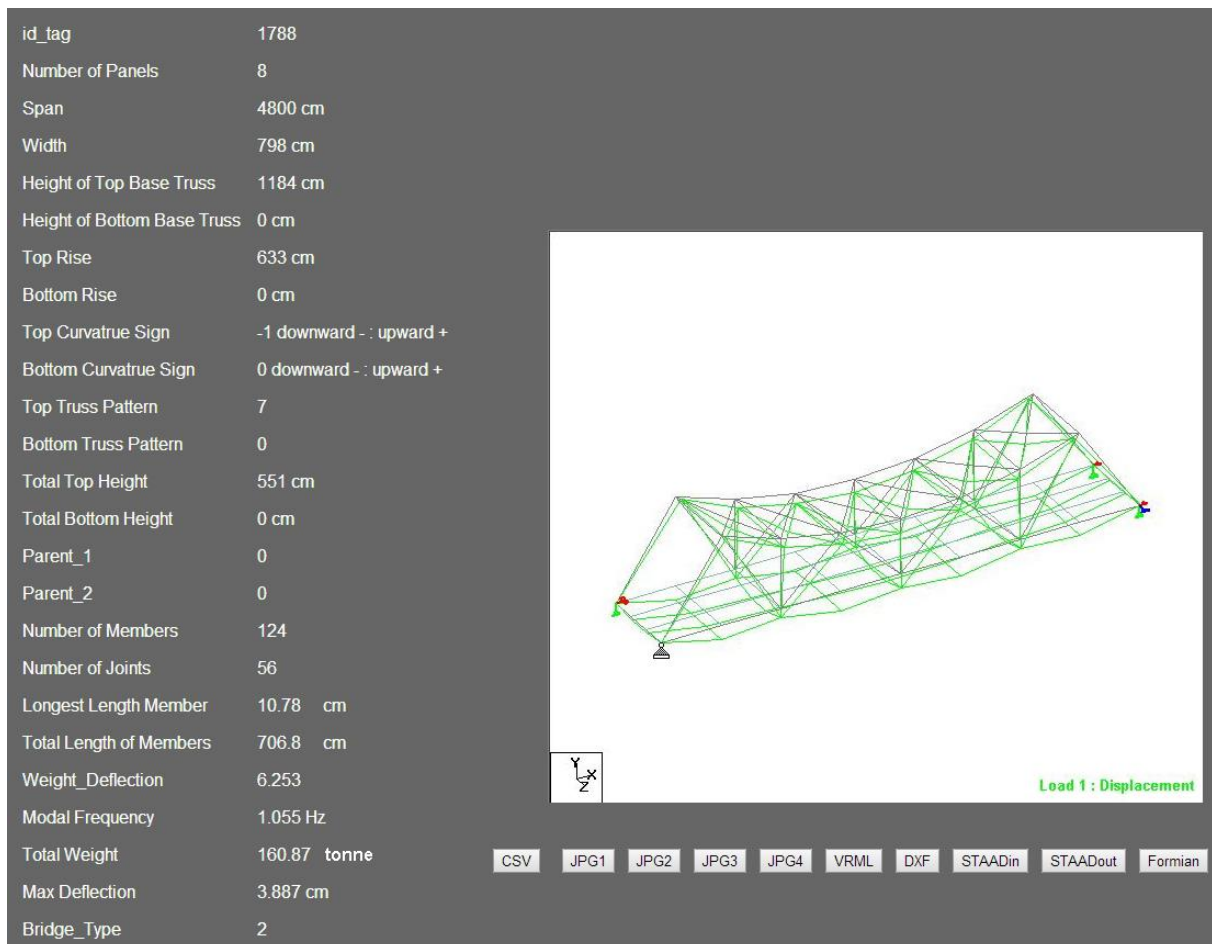 id_tag 1788
Number of Panels 8
Span 4800 cm
Width 798 cm
Height of Top Base Truss 1184 cm
Height of Bottom Base Truss 0 cm
Top Rise 633 cm
Bottom Rise 0 cm
Top Curvatrue Sign -1 downward - : upward +
Bottom Curvatrue Sign 0 downward - : upward +
Top Truss Pattern 7
Bottom Truss Pattern 0
Total Top Height 551 cm
Total Bottom Height 0 cm
Parent_1 0
Parent_2 0
Number of Members 124
Number of Joints 56
Longest Length Member 10.78 cm
Total Length of Members 706.8 cm
Weight_Deflection 6.253
Modal Frequency 1.055 Hz
Total Weight 160.87 tonne
Max Deflection 3.887 cm
Bridge_Type 2
Y
X
Z
Load 1 : Displacement
CSV JPG1 JPG2 JPG3 JPG4 VRML DXF STAADin STAADout Formian